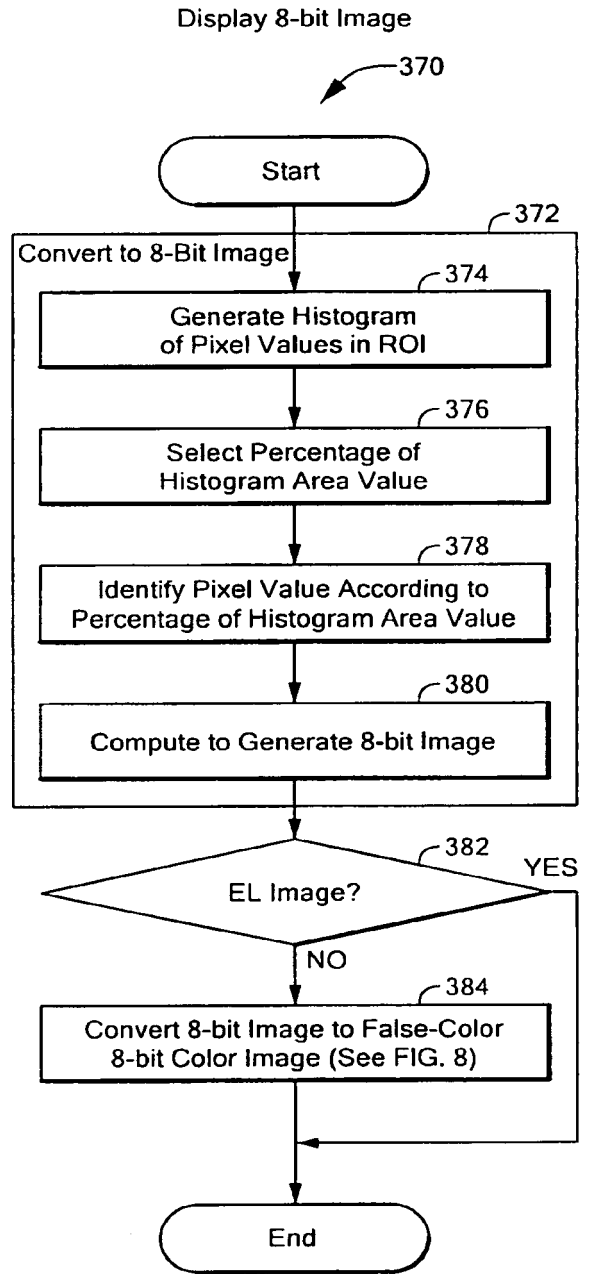 Display 8-bit Image
370
Start
372
Convert to 8-Bit Image
374
Generate Histogram
of Pixel Values in ROI
376
Select Percentage of
Histogram Area Value
378
Identify Pixel Value According to
Percentage of Histogram Area Value
380
Compute to Generate 8-bit Image
382
YES
EL Image?
NO
384
Convert 8-bit Image to False-Color
8-bit Color Image (See FIG. 8)
End